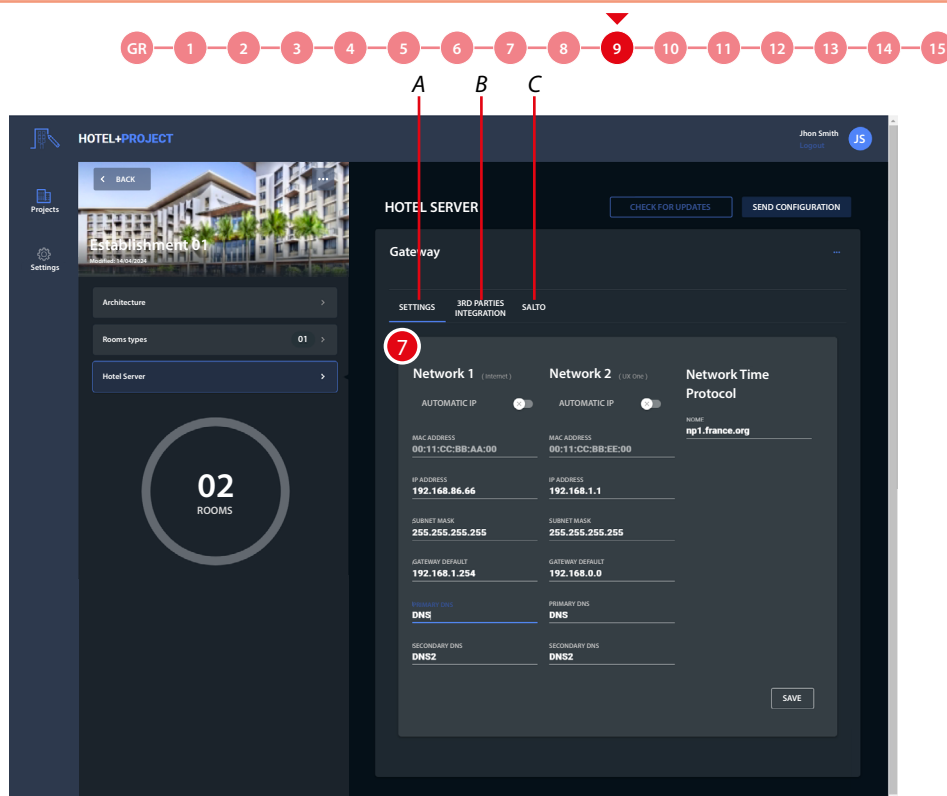 GR 1 2 3 4 5 6 7 8 9 10 11 12 13 14 15
A B C
HOTEL+PROJECT
Jhon Smith
Logout
JS
Projects
Settings
< BACK
...
Establishment 01
Modified: 14/04/2024
Architecture >
Rooms types 01 >
Hotel Server >
02
ROOMS
HOTEL SERVER
CHECK FOR UPDATES
SEND CONFIGURATION
Gateway
...
SETTINGS
3RD PARTIES
INTEGRATION
SALTO
7
Network 1 ( Internet )
AUTOMATIC IP
MAC ADDRESS
00:11:CC:BB:AA:00
IP ADDRESS
192.168.86.66
SUBNET MASK
255.255.255.255
GATEWAY DEFAULT
192.168.1.254
PRIMARY DNS
DNS
SECONDARY DNS
DNS2
Network 2 ( UX One )
AUTOMATIC IP
MAC ADDRESS
00:11:CC:BB:EE:00
IP ADDRESS
192.168.1.1
SUBNET MASK
255.255.255.255
GATEWAY DEFAULT
192.168.0.0
PRIMARY DNS
DNS
SECONDARY DNS
DNS2
Network Time
Protocol
NOME
np1.france.org
SAVE